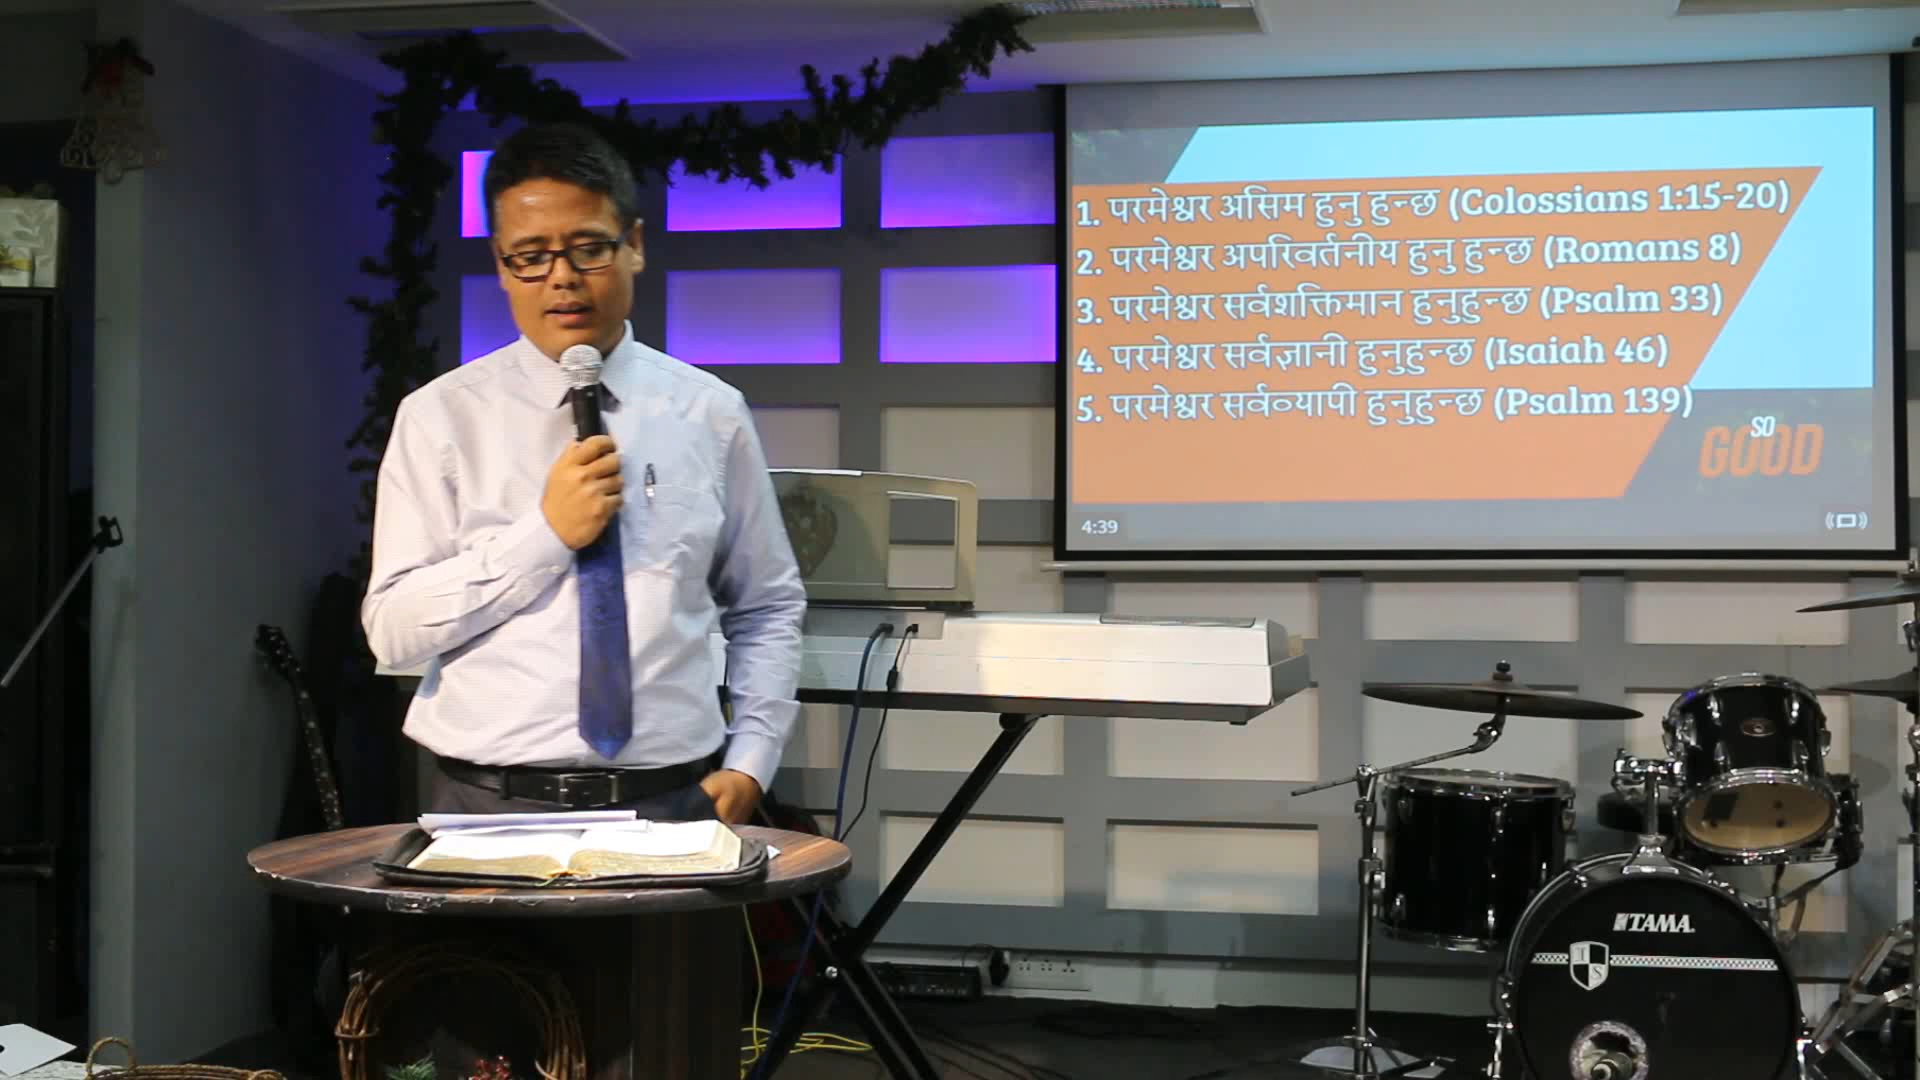 1. परमेश्वर असिम हुनु हुन्छ (Colossians 1:15-20)
2. परमेश्वर अपरिवर्तनीय हुनु हुन्छ (Romans 8)
3. परमेश्वर सर्वशक्तिमान हुनुहुन्छ (Psalm 33)
4. परमेश्वर सर्वज्ञानी हुनुहुन्छ (Isaiah 46)
5. परमेश्वर सर्वव्यापी हुनुहुन्छ (Psalm 139)
SO
GOOD
4:39
TAMA
I S